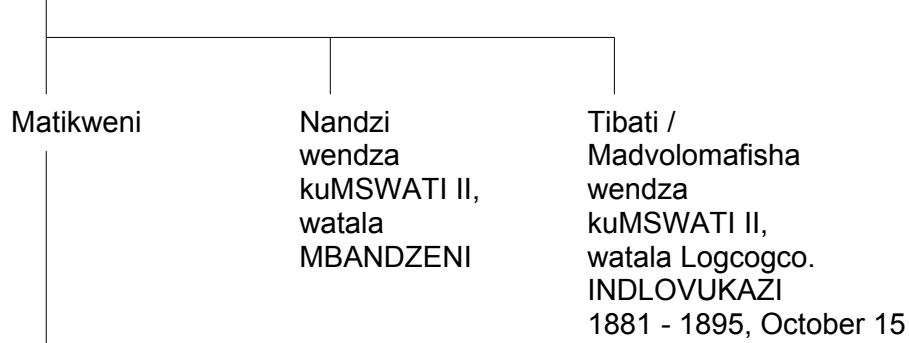 Matikweni
Nandzi
wendza
kuMSWATI II,
watala
MBANDZENI
Tibati /
Madvolomafisha
wendza
kuMSWATI II,
watala Logcogco.
INDLOVUKAZI
1881 - 1895, October 15